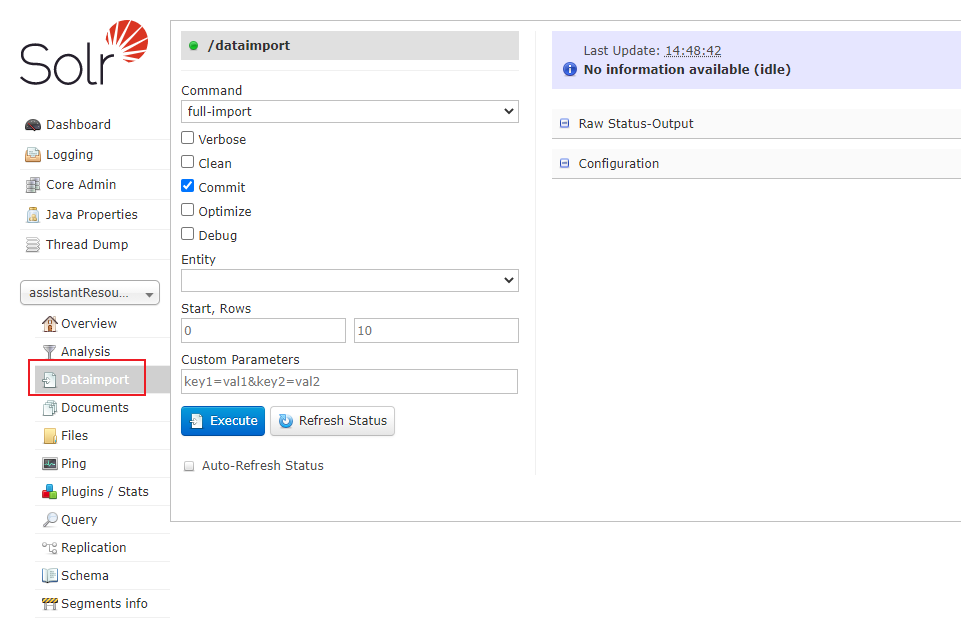 Solr
Dashboard
Logging
Core Admin
Java Properties
Thread Dump
assistantResou...
Overview
Analysis
Dataimport
Documents
Files
Ping
Plugins / Stats
Query
Replication
Schema
Segments info
/dataimport
Command
full-import
Verbose
Clean
Commit
Optimize
Debug
Entity
Start, Rows
0 10
Custom Parameters
key1=val1&key2=val2
Execute Refresh Status
Auto-Refresh Status
Last Update: 14:48:42
No information available (idle)
Raw Status-Output
Configuration